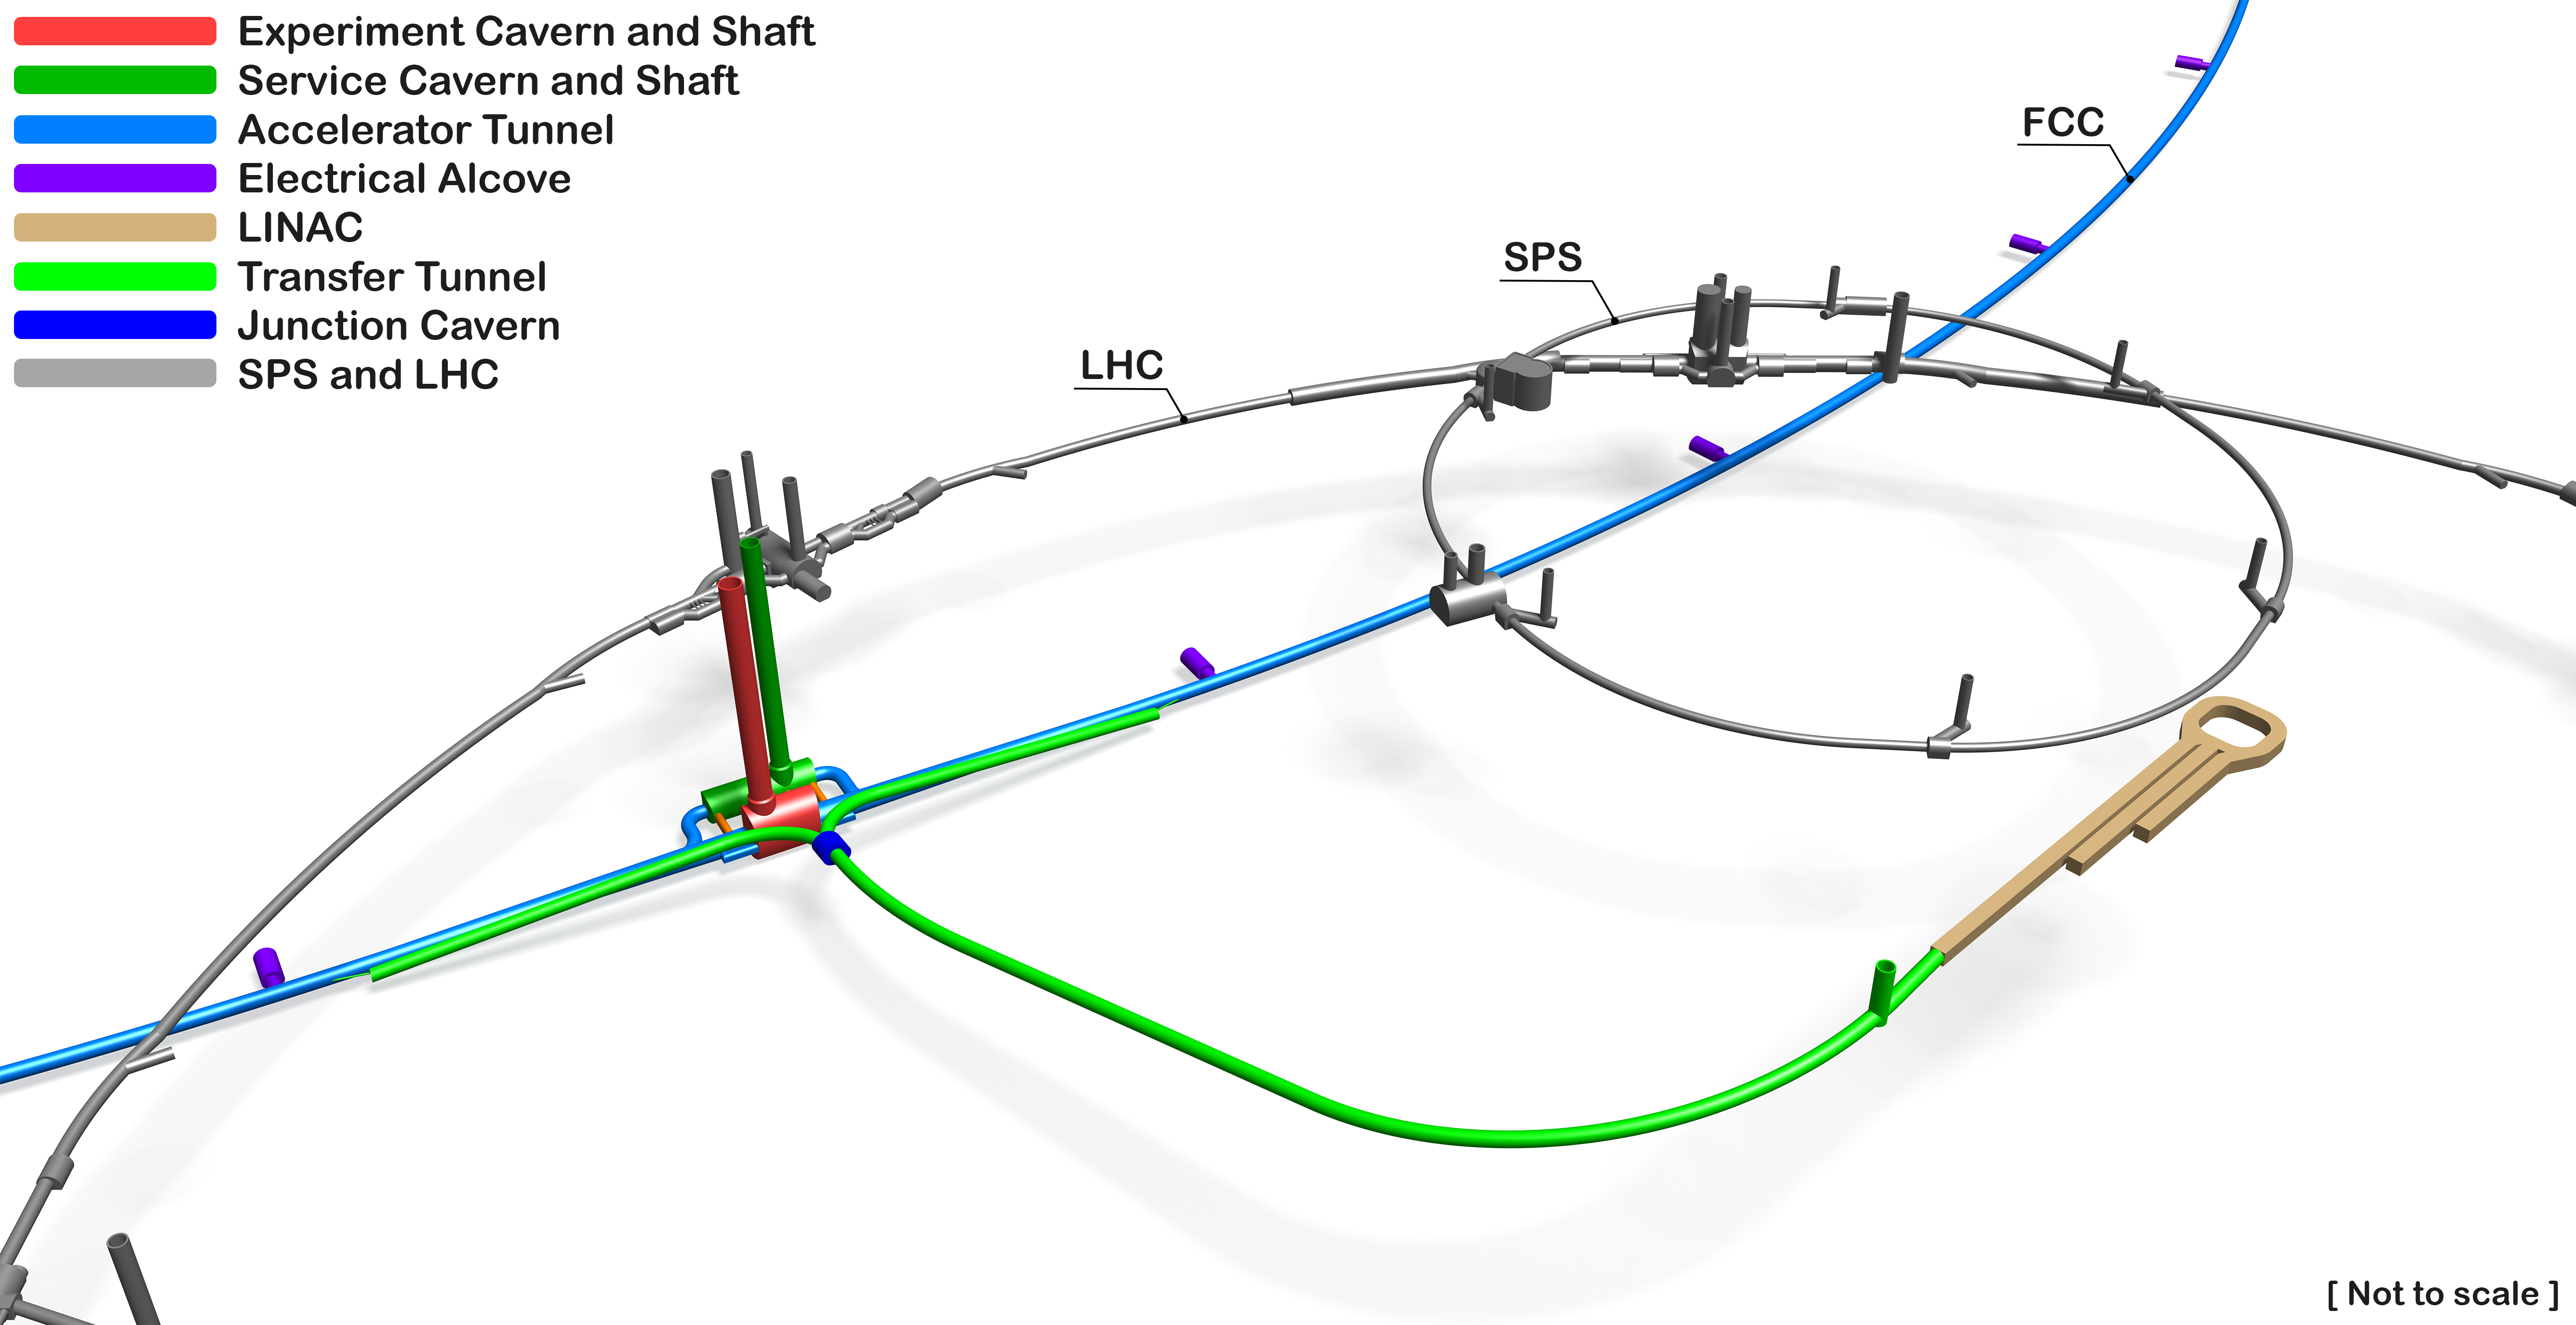 Experiment Cavern and Shaft
Service Cavern and Shaft
Accelerator Tunnel
Electrical Alcove
LINAC
Transfer Tunnel
Junction Cavern
SPS and LHC
FCC
SPS
LHC
[ Not to scale ]